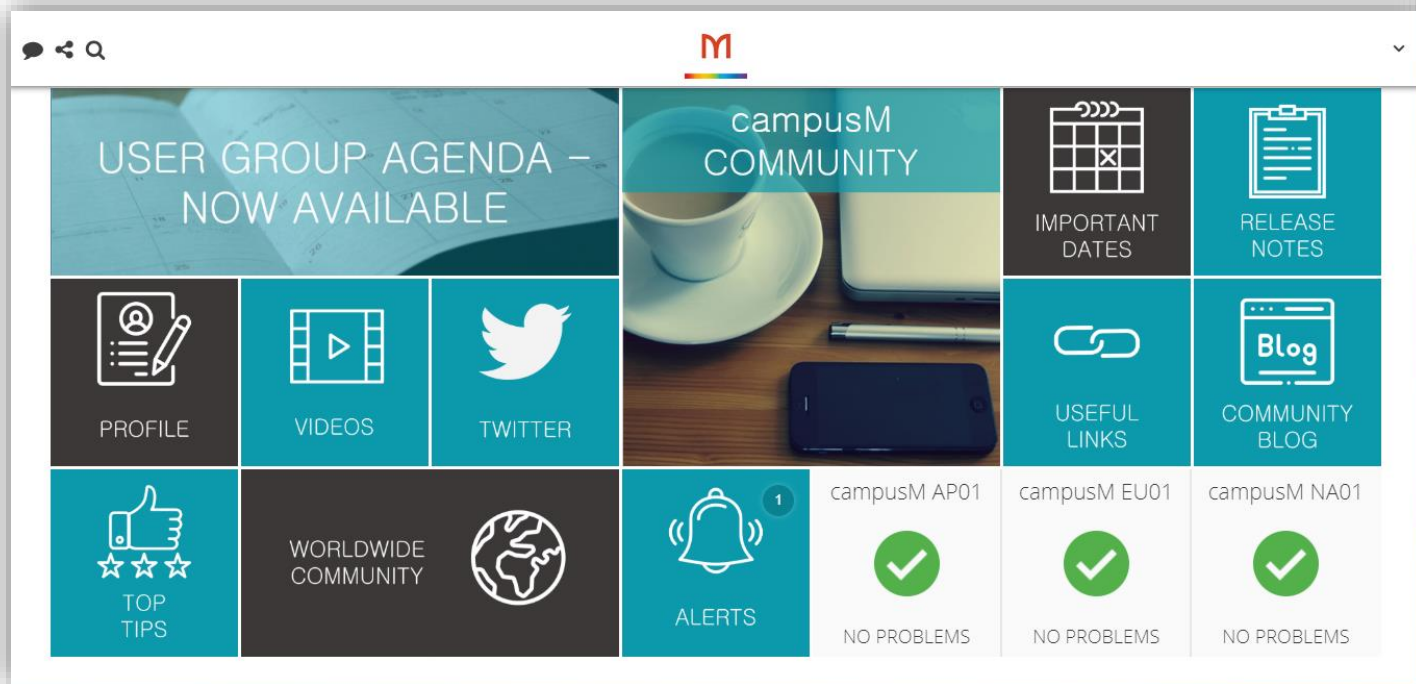 M
USER GROUP AGENDA –
NOW AVAILABLE
campusM
COMMUNITY
IMPORTANT
DATES
RELEASE
NOTES
PROFILE
VIDEOS
TWITTER
USEFUL
LINKS
Blog
COMMUNITY
BLOG
TOP
TIPS
WORLDWIDE
COMMUNITY
1
ALERTS
campusM AP01
NO PROBLEMS
campusM EU01
NO PROBLEMS
campusM NA01
NO PROBLEMS